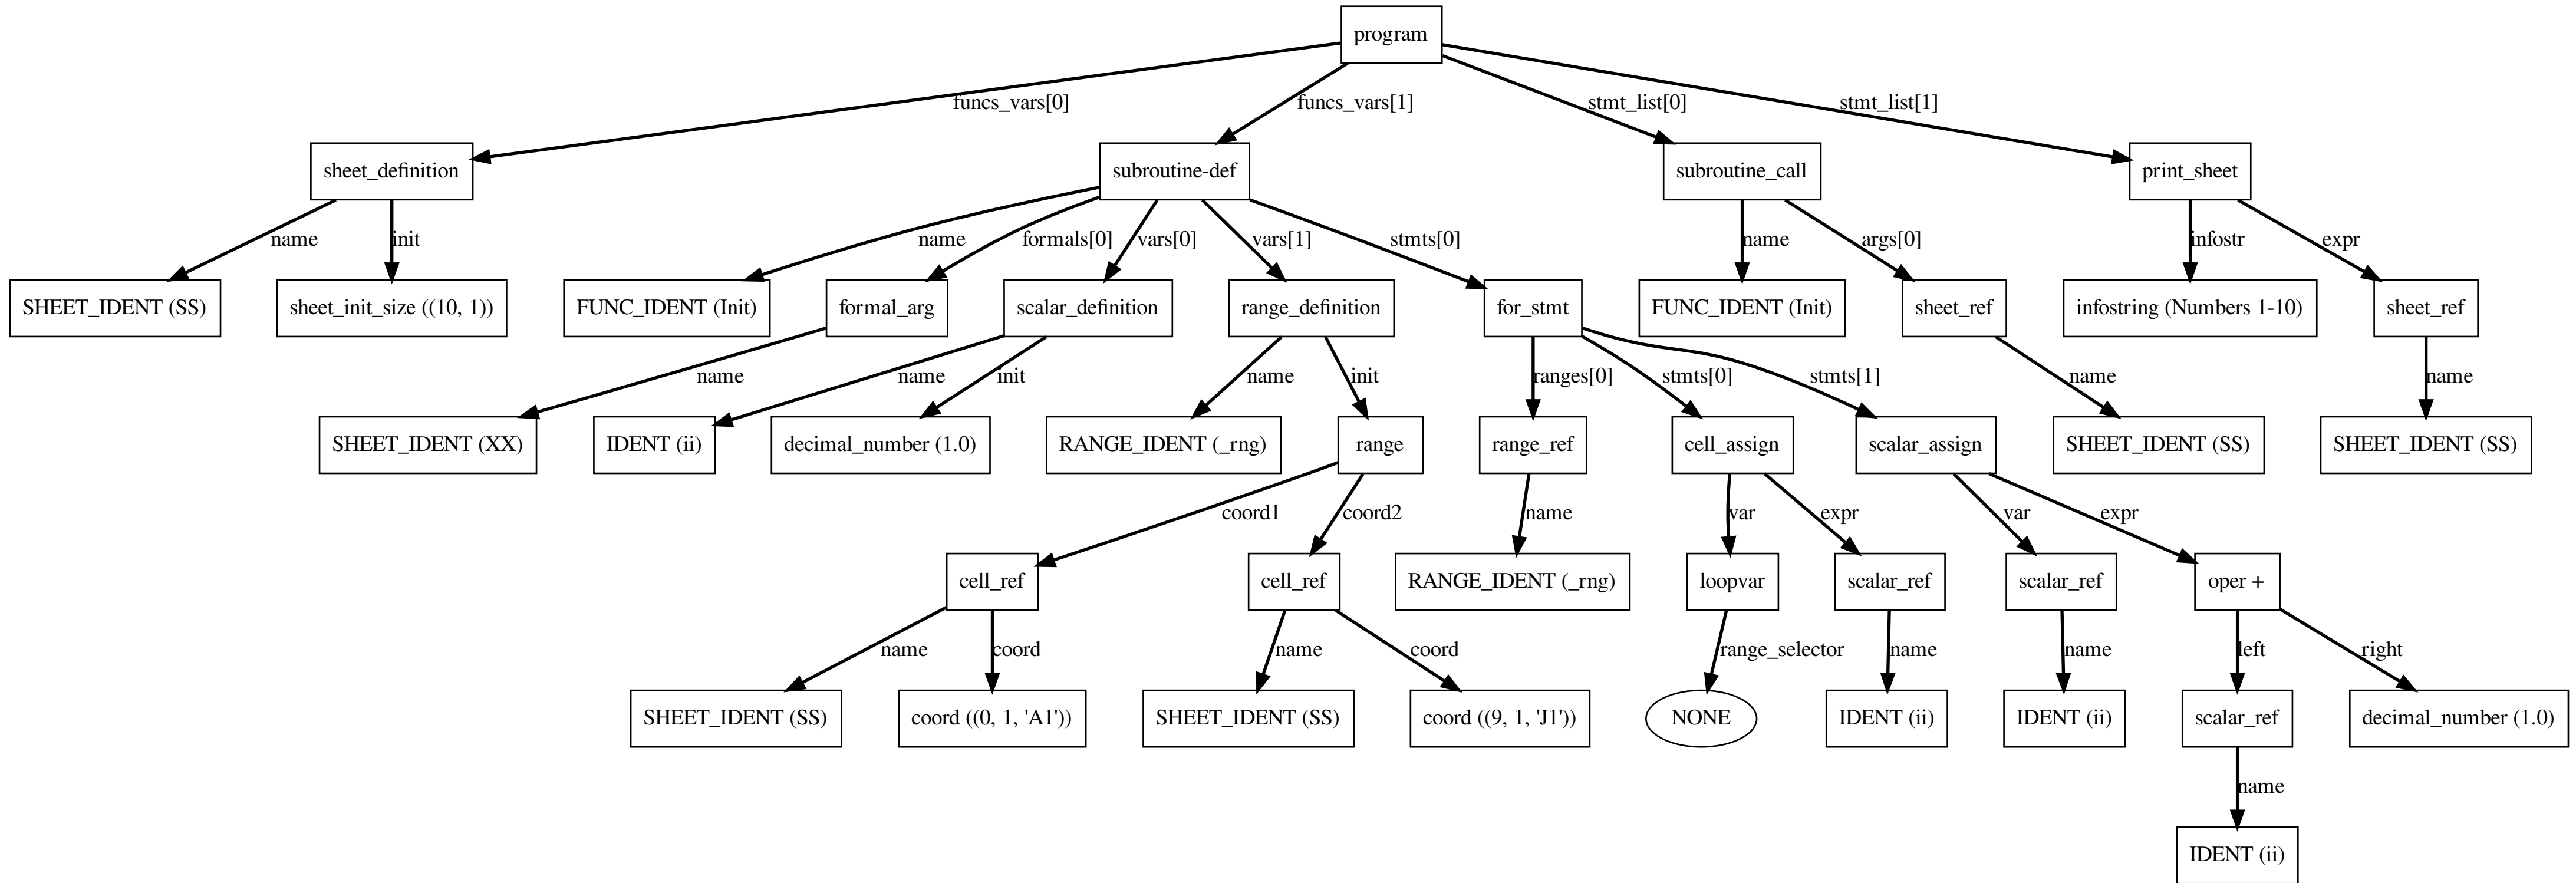 program
funcs_vars[0]
funcs_vars[1]
stmt_list[0]
stmt_list[1]
sheet_definition
subroutine-def
subroutine_call
print_sheet
name
init
name
formals[0]
vars[0]
vars[1]
stmts[0]
name
args[0]
infostr
expr
SHEET_IDENT (SS)
sheet_init_size ((10, 1))
FUNC_IDENT (Init)
formal_arg
scalar_definition
range_definition
for_stmt
FUNC_IDENT (Init)
sheet_ref
infostring (Numbers 1-10)
sheet_ref
name
name
init
name
init
ranges[0]
stmts[0]
stmts[1]
name
name
SHEET_IDENT (XX)
IDENT (ii)
decimal_number (1.0)
RANGE_IDENT (_rng)
range
range_ref
cell_assign
scalar_assign
SHEET_IDENT (SS)
SHEET_IDENT (SS)
coord1
coord2
name
var
expr
var
expr
cell_ref
cell_ref
RANGE_IDENT (_rng)
loopvar
scalar_ref
scalar_ref
oper +
name
coord
name
coord
range_selector
name
name
left
right
SHEET_IDENT (SS)
coord ((0, 1, 'A1'))
SHEET_IDENT (SS)
coord ((9, 1, 'J1'))
NONE
IDENT (ii)
IDENT (ii)
scalar_ref
decimal_number (1.0)
name
IDENT (ii)